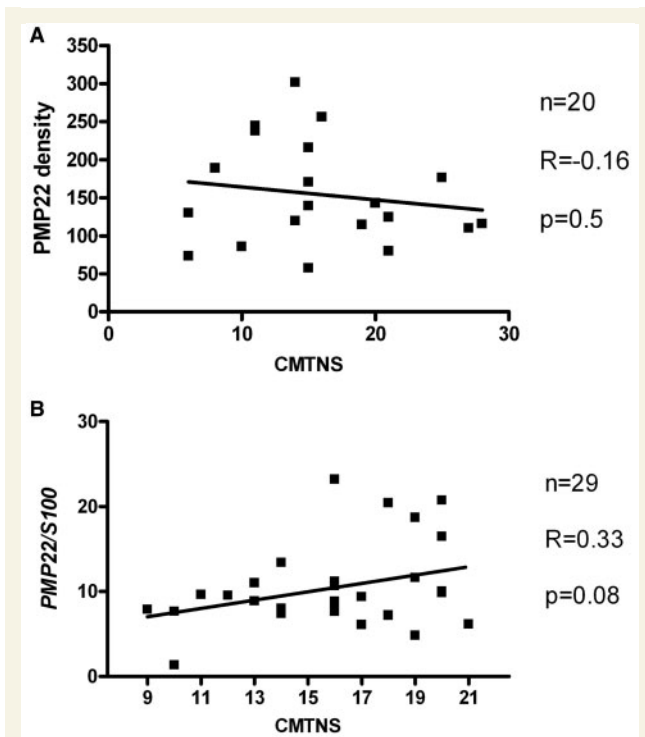 A
350
300
250
200
150
100
50
0
PMP22 density
0 10 20 30
CMTNS
n=20
R=-0.16
p=0.5
B
30
20
10
0
PMP22/S100
9 11 13 15 17 19 21
CMTNS
n=29
R=0.33
p=0.08